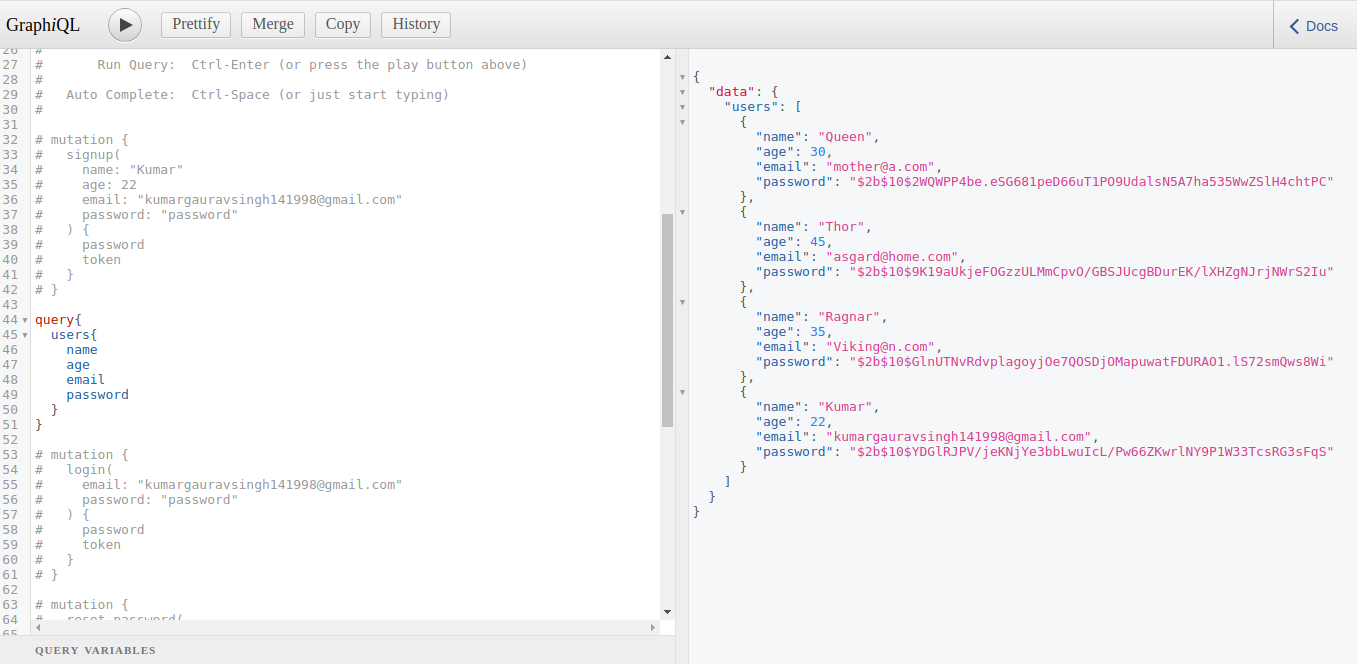 GraphiQL Prettify Merge Copy History Docs
26 #
27 #       Run Query:  Ctrl-Enter (or press the play button above)
28 #
29 #   Auto Complete:  Ctrl-Space (or just start typing)
30 #
31
32 # mutation {
33 #   signup(
34 #     name: "Kumar"
35 #     age: 22
36 #     email: "kumargauravsingh141998@gmail.com"
37 #     password: "password"
38 #   ) {
39 #     password
40 #     token
41 #   }
42 # }
43
44 query{
45   users{
46     name
47     age
48     email
49     password
50   }
51 }
52
53 # mutation {
54 #   login(
55 #     email: "kumargauravsingh141998@gmail.com"
56 #     password: "password"
57 #   ) {
58 #     password
59 #     token
60 #   }
61 # }
62
63 # mutation {
64 #   reset_password(
65
QUERY VARIABLES
{
  "data": {
    "users": [
      {
        "name": "Queen",
        "age": 30,
        "email": "mother@a.com",
        "password": "$2b$10$2WQWPP4be.eSG681peD66uT1PO9UdalsN5A7ha535WwZSlH4chtPC"
      },
      {
        "name": "Thor",
        "age": 45,
        "email": "asgard@home.com",
        "password": "$2b$10$9K19aUkjeFOGzzULMmCpvO/GBSJUcgBDurEK/lXHZgNJrjNWrS2Iu"
      },
      {
        "name": "Ragnar",
        "age": 35,
        "email": "Viking@n.com",
        "password": "$2b$10$GlnUTNvRdvplagoyjOe7QOSDjOMapuwatFDURAO1.lS72smQws8Wi"
      },
      {
        "name": "Kumar",
        "age": 22,
        "email": "kumargauravsingh141998@gmail.com",
        "password": "$2b$10$YDGlRJPV/jeKNjYe3bbLwuIcL/Pw66ZKwrlNY9P1W33TcsRG3sFqS"
      }
    ]
  }
}